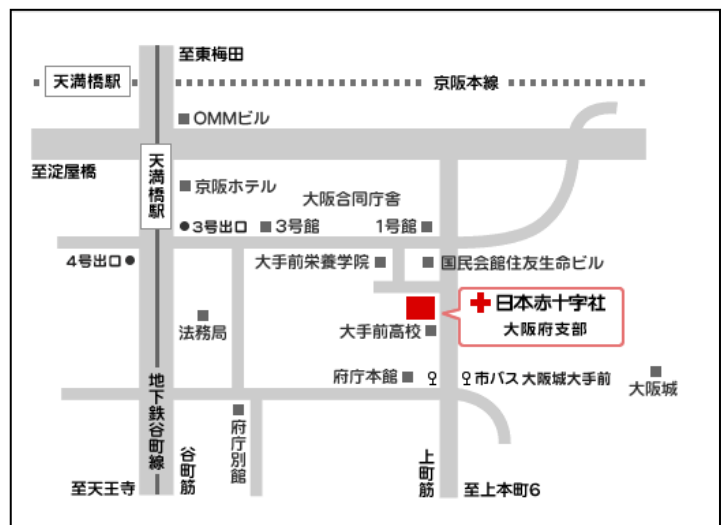 至東梅田
天満橋駅
京阪本線
OMMビル
至淀屋橋
天満橋駅
京阪ホテル
大阪合同庁舎
3号出口
3号館
1号館
4号出口
大手前栄養学院
国民会館住友生命ビル
日本赤十字社
大阪府支部
法務局
大手前高校
府庁本館
市バス 大阪城大手前
大阪城
地下鉄谷町線
谷町筋
府庁別館
上町筋
至天王寺
至上本町6